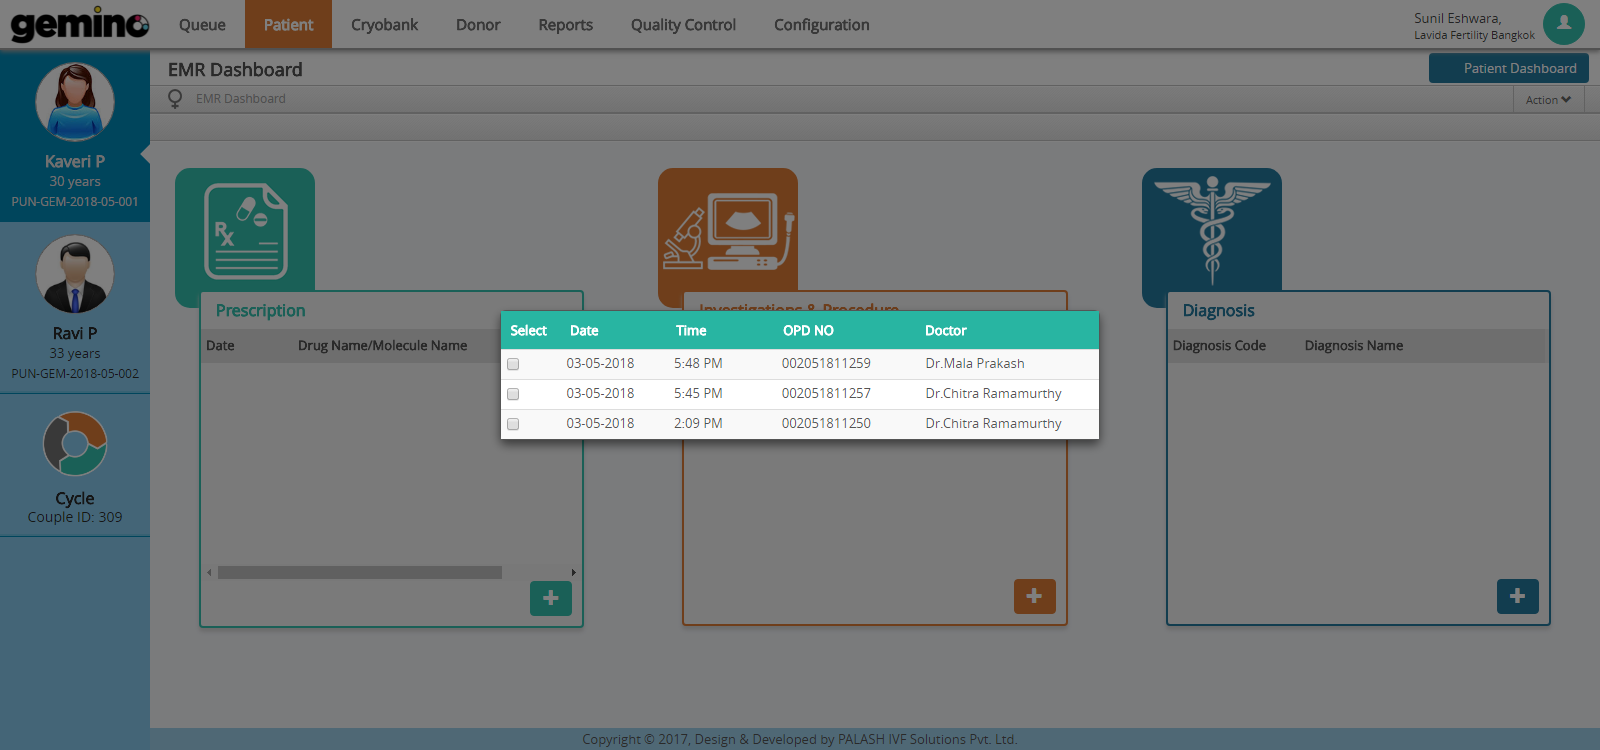 gemino Queue Patient Cryobank Donor Reports Quality Control Configuration
Sunil Eshwara,
Lavida Fertility Bangkok
EMR Dashboard
Patient Dashboard
EMR Dashboard
Action
Kaveri P
30 years
PUN-GEM-2018-05-001
Ravi P
33 years
PUN-GEM-2018-05-002
Cycle
Couple ID: 309
Rx
Prescription
Date Drug Name/Molecule Name
Investigations & Procedure
Select Date Time OPD NO Doctor
03-05-2018 5:48 PM 002051811259 Dr.Mala Prakash
03-05-2018 5:45 PM 002051811257 Dr.Chitra Ramamurthy
03-05-2018 2:09 PM 002051811250 Dr.Chitra Ramamurthy
Diagnosis
Diagnosis Code Diagnosis Name
Copyright © 2017, Design & Developed by PALASH IVF Solutions Pvt. Ltd.